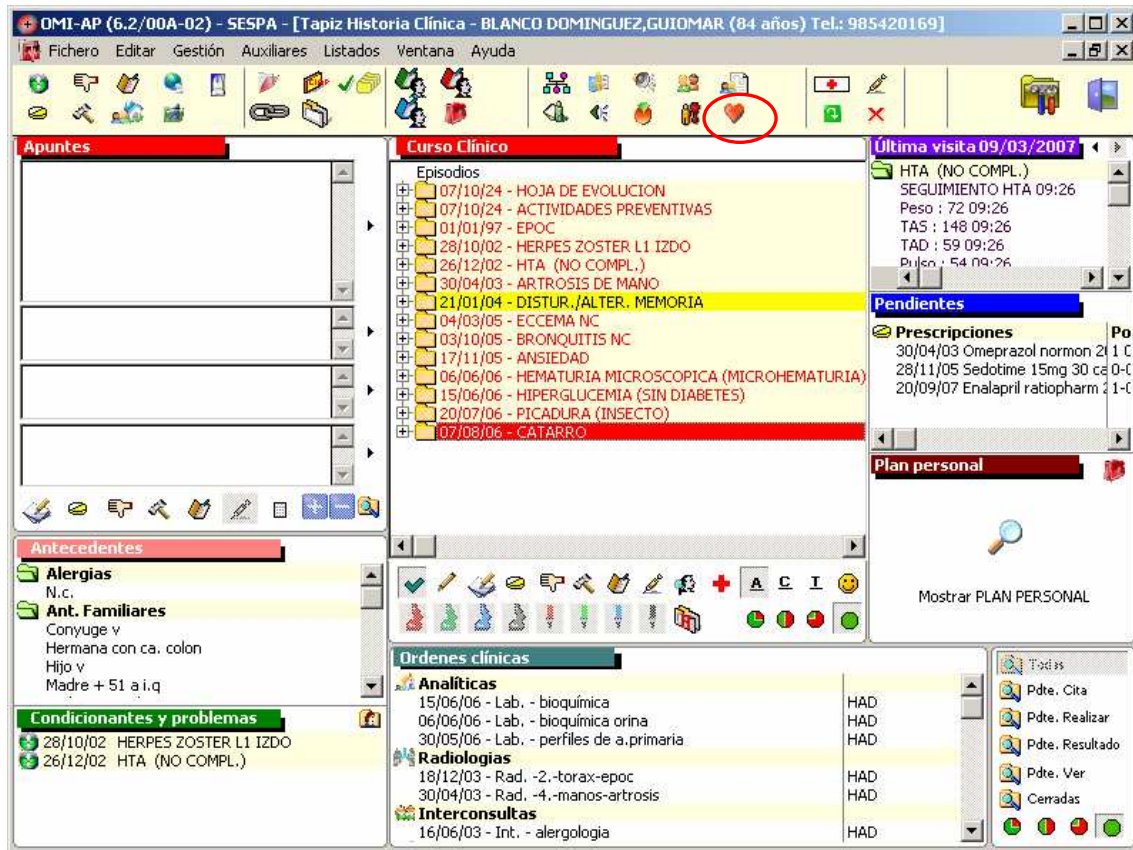 OMI-AP (6.2/00A-02) - SESPA - [Tapiz Historia Clínica - BLANCO DOMINGUEZ,GUIOMAR (84 años) Tel.: 985420169]
Fichero Editar Gestión Auxiliares Listados Ventana Ayuda
Apuntes
Curso Clínico
Episodios
07/10/24 - HOJA DE EVOLUCION
07/10/24 - ACTIVIDADES PREVENTIVAS
01/01/97 - EPOC
28/10/02 - HERPES ZOSTER L1 IZDO
26/12/02 - HTA (NO COMPL.)
30/04/03 - ARTROSIS DE MANO
21/01/04 - DISTUR./ALTER. MEMORIA
04/03/05 - ECCEMA NC
03/10/05 - BRONQUITIS NC
17/11/05 - ANSIEDAD
06/06/06 - HEMATURIA MICROSCOPICA (MICROHEMATURIA)
15/06/06 - HIPERGLUCEMIA (SIN DIABETES)
20/07/06 - PICADURA (INSECTO)
07/08/06 - CATARRO
A C I
Última visita 09/03/2007
HTA (NO COMPL.)
SEGUIMIENTO HTA 09:26
Peso : 72 09:26
TAS : 148 09:26
TAD : 59 09:26
Pulso : 54 09:26
Pendientes
Prescripciones Po
30/04/03 Omeprazol normon 1
28/11/05 Sedotime 15mg 30 ca 0-
20/09/07 Enalapril ratiopharm 1-
Plan personal
Mostrar PLAN PERSONAL
Antecedentes
Alergias
N.c.
Ant. Familiares
Conyuge v
Hermana con ca. colon
Hijo v
Madre + 51 a i.q
Condicionantes y problemas
28/10/02 HERPES ZOSTER L1 IZDO
26/12/02 HTA (NO COMPL.)
Ordenes clínicas
Analíticas
15/06/06 - Lab. - bioquímica HAD
06/06/06 - Lab. - bioquímica orina HAD
30/05/06 - Lab. - perfiles de a.primaria HAD
Radiologias
18/12/03 - Rad. -2.-torax-epoc HAD
30/04/03 - Rad. -4.-manos-artrosis HAD
Interconsultas
16/06/03 - Int. - alergologia HAD
Todas
Pdte. Cita
Pdte. Realizar
Pdte. Resultado
Pdte. Ver
Cerradas